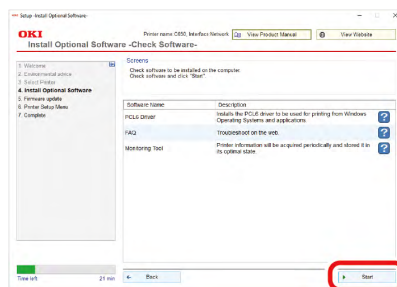 Setup -Install Optional Software-
OKI
Printer name C650, Interface Network
View Product Manual
View Website
Install Optional Software -Check Software-
1. Welcome
2. Environmental advice
3. Select Printer
4. Install Optional Software
5. Firmware update
6. Printer Setup Menu
7. Complete
Screens
Check software to be installed on the computer.
Check software and click "Start".
Software Name
Description
PCL6 Driver
Installs the PCL6 driver to be used for printing from Windows
Operating Systems and applications
FAQ
Troubleshoot on the web.
Monitoring Tool
Printer information will be acquired periodically and stored it in
its optimal state
Time left
21 min
Back
Start